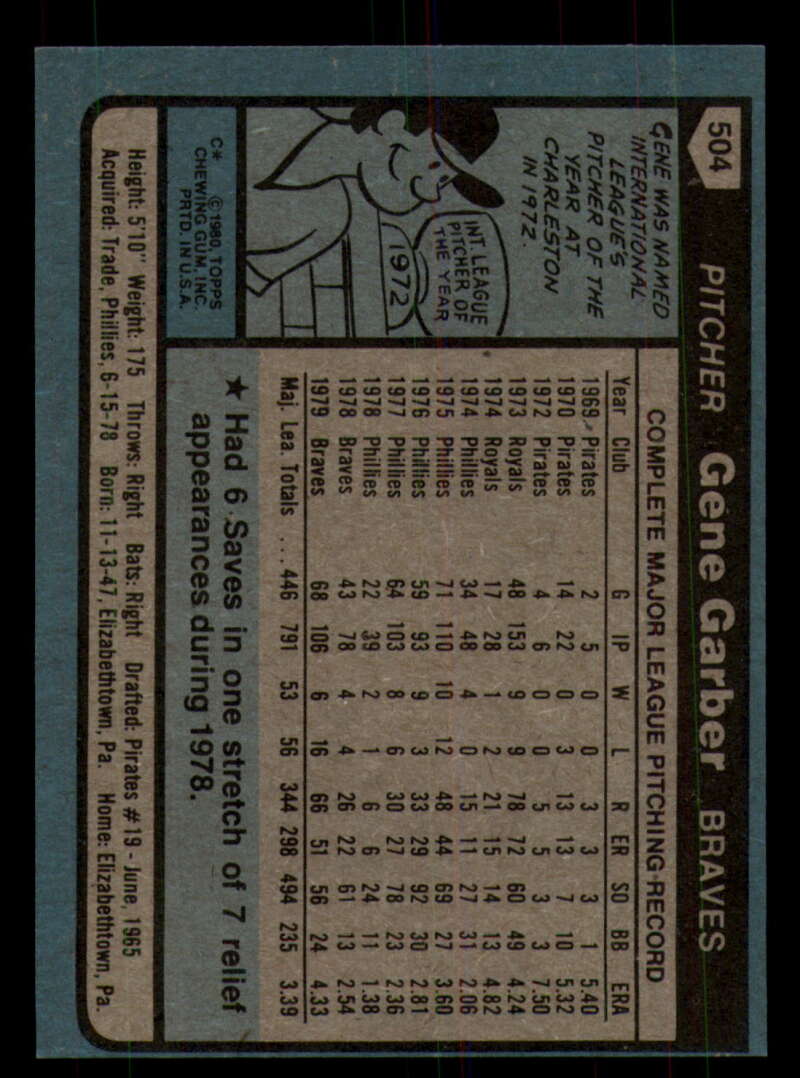 504 PITCHER Gene Garber BRAVES
GENE WAS NAMED
INTERNATIONAL
LEAGUE'S
PITCHER OF THE
YEAR AT
CHARLESTON
IN 1972.
INT. LEAGUE
PITCHER OF
THE YEAR
1972
C* © 1980 TOPPS
CHEWING GUM, INC.
PRTD. IN U.S.A.
COMPLETE MAJOR LEAGUE PITCHING RECORD
Year Club G IP W L R ER SO BB ERA
1969 Pirates 2 5 0 0 3 3 3 1 5.40
1970 Pirates 14 22 0 3 13 13 7 10 5.32
1972 Pirates 4 6 0 0 5 5 3 3 7.50
1973 Royals 48 153 9 9 78 72 60 49 4.24
1974 Royals 17 28 1 2 21 15 14 13 4.82
1974 Phillies 34 48 4 0 15 11 27 31 2.06
1975 Phillies 71 110 10 12 48 44 69 27 3.60
1976 Phillies 59 93 9 3 33 29 92 30 2.81
1977 Phillies 64 103 8 6 30 27 78 23 2.36
1978 Phillies 22 39 2 1 6 6 24 11 1.38
1978 Braves 43 78 4 4 26 22 61 13 2.54
1979 Braves 68 106 6 16 66 51 56 24 4.33
Maj. Lea. Totals ... 446 791 53 56 344 298 494 235 3.39
★ Had 6 Saves in one stretch of 7 relief
appearances during 1978.
Height: 5'10" Weight: 175 Throws: Right Bats: Right Drafted: Pirates #19 - June, 1965
Acquired: Trade, Phillies, 6-15-78 Born: 11-13-47, Elizabethtown, Pa. Home: Elizabethtown, Pa.